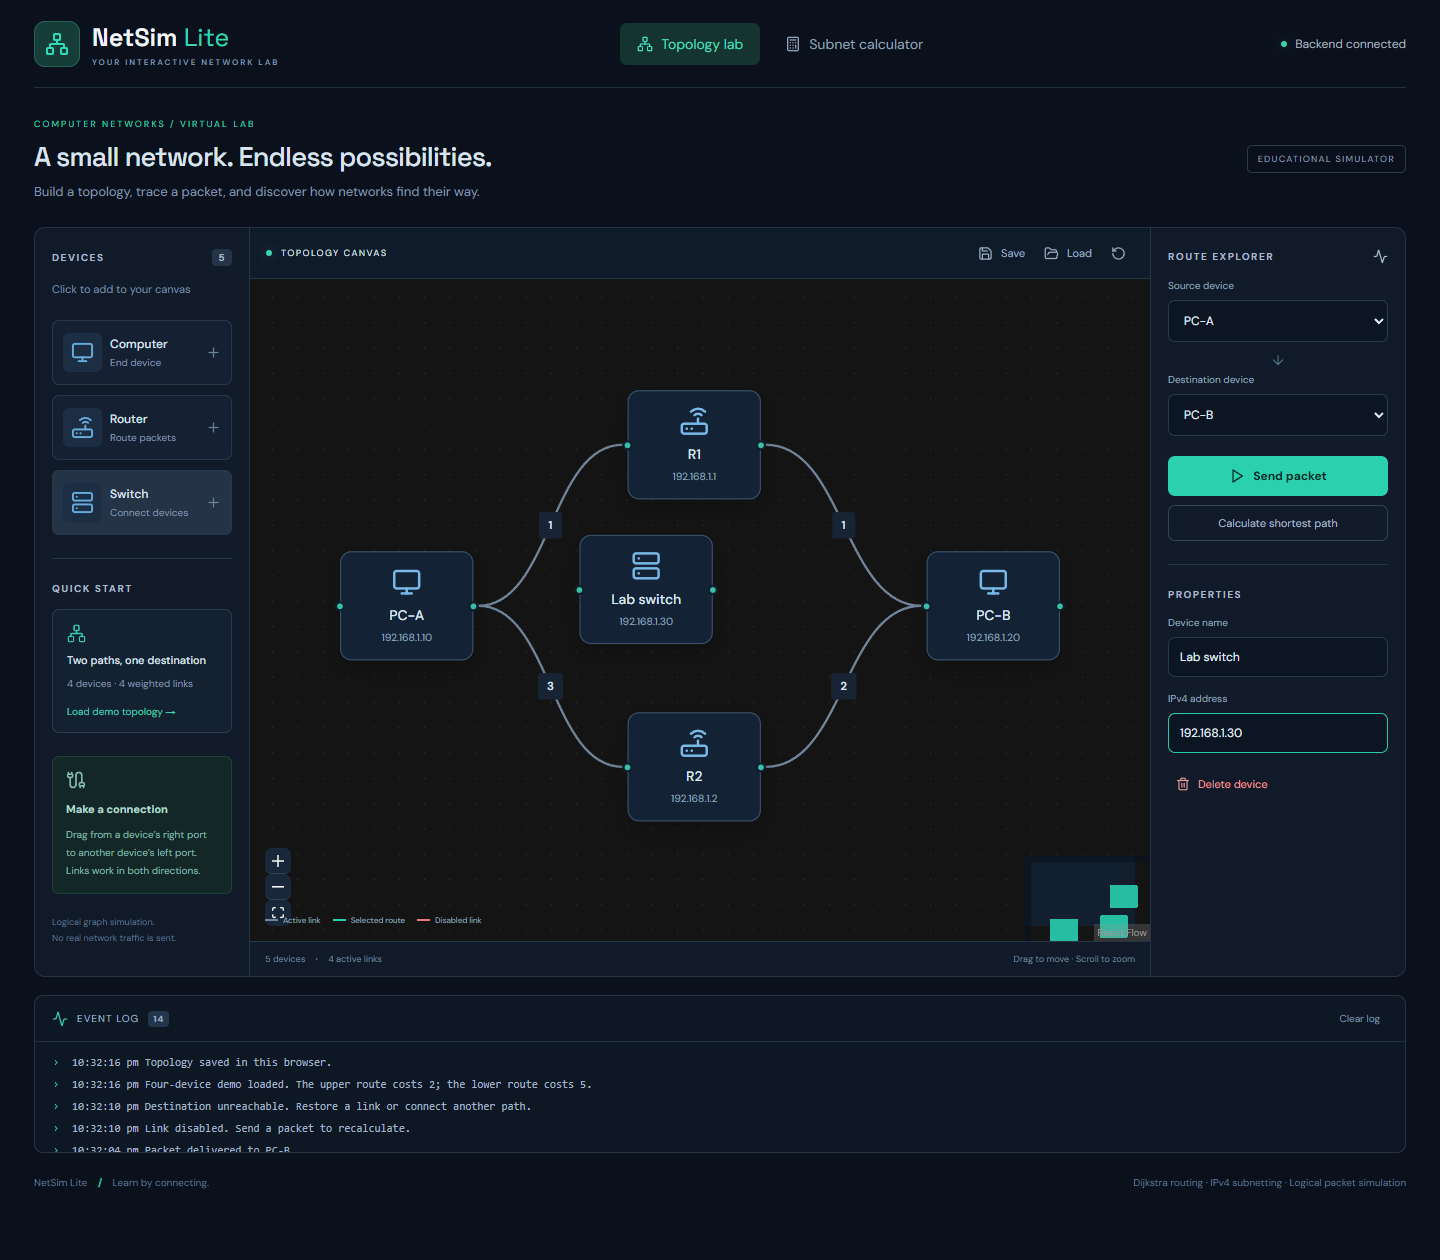 NetSim Lite
YOUR INTERACTIVE NETWORK LAB
Topology lab
Subnet calculator
Backend connected
COMPUTER NETWORKS / VIRTUAL LAB
A small network. Endless possibilities.
Build a topology, trace a packet, and discover how networks find their way.
EDUCATIONAL SIMULATOR
DEVICES
5
Click to add to your canvas
Computer
End device
Router
Route packets
Switch
Connect devices
QUICK START
Two paths, one destination
4 devices · 4 weighted links
Load demo topology →
Make a connection
Drag from a device's right port
to another device's left port.
Links work in both directions.
Logical graph simulation.
No real network traffic is sent.
TOPOLOGY CANVAS
Save
Load
R1
192.168.1.1
1
1
Lab switch
192.168.1.30
PC-A
192.168.1.10
PC-B
192.168.1.20
3
2
R2
192.168.1.2
Active link
Selected route
Disabled link
React Flow
5 devices · 4 active links
Drag to move · Scroll to zoom
ROUTE EXPLORER
Source device
PC-A
Destination device
PC-B
Send packet
Calculate shortest path
PROPERTIES
Device name
Lab switch
IPv4 address
192.168.1.30
Delete device
EVENT LOG
14
Clear log
› 10:32:16 pm Topology saved in this browser.
› 10:32:16 pm Four-device demo loaded. The upper route costs 2; the lower route costs 5.
› 10:32:10 pm Destination unreachable. Restore a link or connect another path.
› 10:32:10 pm Link disabled. Send a packet to recalculate.
› 10:32:04 pm Packet delivered to PC-B
NetSim Lite / Learn by connecting.
Dijkstra routing · IPv4 subnetting · Logical packet simulation